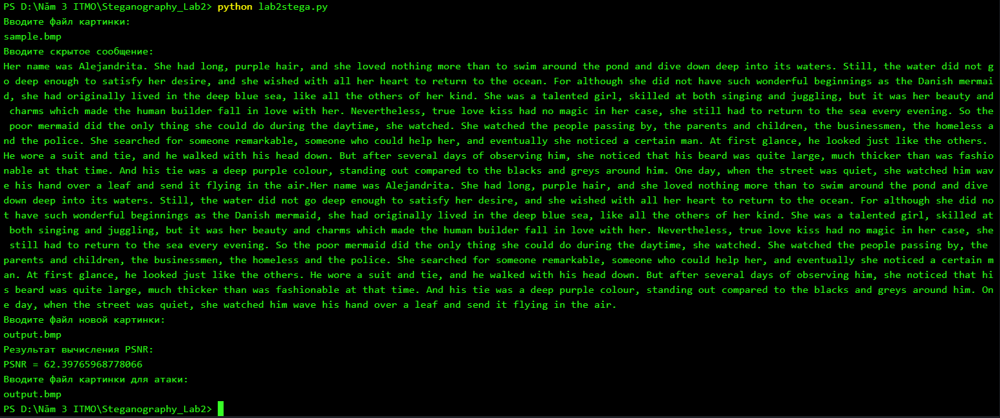 PS D:\Năm 3 ITMO\Steganography_Lab2> python lab2stega.py
Вводите файл картинки:
sample.bmp
Вводите скрытое сообщение:
Her name was Alejandrita. She had long, purple hair, and she loved nothing more than to swim around the pond and dive down deep into its waters. Still, the water did not g
o deep enough to satisfy her desire, and she wished with all her heart to return to the ocean. For although she did not have such wonderful beginnings as the Danish mermai
d, she had originally lived in the deep blue sea, like all the others of her kind. She was a talented girl, skilled at both singing and juggling, but it was her beauty and
 charms which made the human builder fall in love with her. Nevertheless, true love kiss had no magic in her case, she still had to return to the sea every evening. So the
 poor mermaid did the only thing she could do during the daytime, she watched. She watched the people passing by, the parents and children, the businessmen, the homeless a
nd the police. She searched for someone remarkable, someone who could help her, and eventually she noticed a certain man. At first glance, he looked just like the others.
He wore a suit and tie, and he walked with his head down. But after several days of observing him, she noticed that his beard was quite large, much thicker than was fashio
nable at that time. And his tie was a deep purple colour, standing out compared to the blacks and greys around him. One day, when the street was quiet, she watched him wav
e his hand over a leaf and send it flying in the air.Her name was Alejandrita. She had long, purple hair, and she loved nothing more than to swim around the pond and dive
down deep into its waters. Still, the water did not go deep enough to satisfy her desire, and she wished with all her heart to return to the ocean. For although she did no
t have such wonderful beginnings as the Danish mermaid, she had originally lived in the deep blue sea, like all the others of her kind. She was a talented girl, skilled at
 both singing and juggling, but it was her beauty and charms which made the human builder fall in love with her. Nevertheless, true love kiss had no magic in her case, she
 still had to return to the sea every evening. So the poor mermaid did the only thing she could do during the daytime, she watched. She watched the people passing by, the
parents and children, the businessmen, the homeless and the police. She searched for someone remarkable, someone who could help her, and eventually she noticed a certain m
an. At first glance, he looked just like the others. He wore a suit and tie, and he walked with his head down. But after several days of observing him, she noticed that hi
s beard was quite large, much thicker than was fashionable at that time. And his tie was a deep purple colour, standing out compared to the blacks and greys around him. On
e day, when the street was quiet, she watched him wave his hand over a leaf and send it flying in the air.
Вводите файл новой картинки:
output.bmp
Результат вычисления PSNR:
PSNR = 62.39765968778066
Вводите файл картинки для атаки:
output.bmp
PS D:\Năm 3 ITMO\Steganography_Lab2>